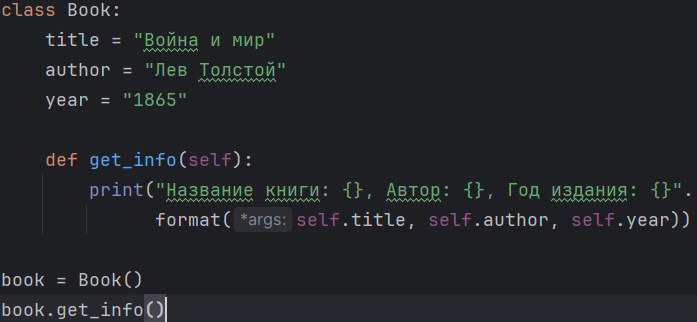 class Book:
    title = "Война и мир"
    author = "Лев Толстой"
    year = "1865"

    def get_info(self):
        print("Название книги: {}, Автор: {}, Год издания: {}".
              format(*args: self.title, self.author, self.year))

book = Book()
book.get_info()